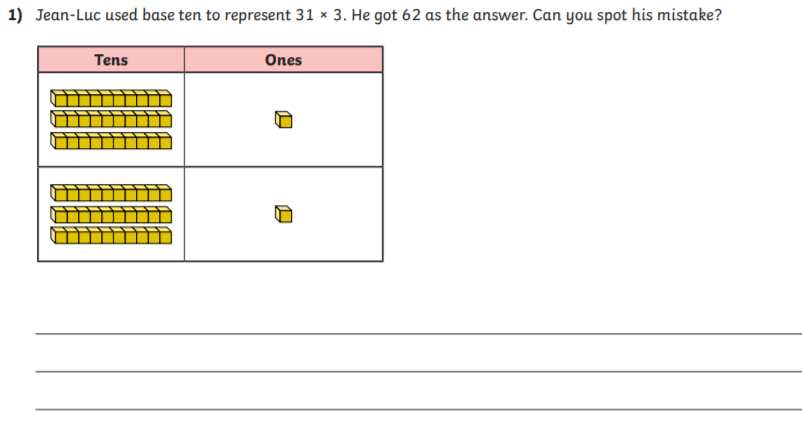 1) Jean-Luc used base ten to represent 31 × 3. He got 62 as the answer. Can you spot his mistake?
Tens Ones